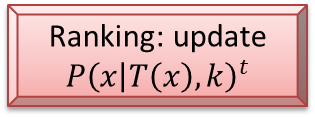 Ranking: update
P(x|T(x), k)^t